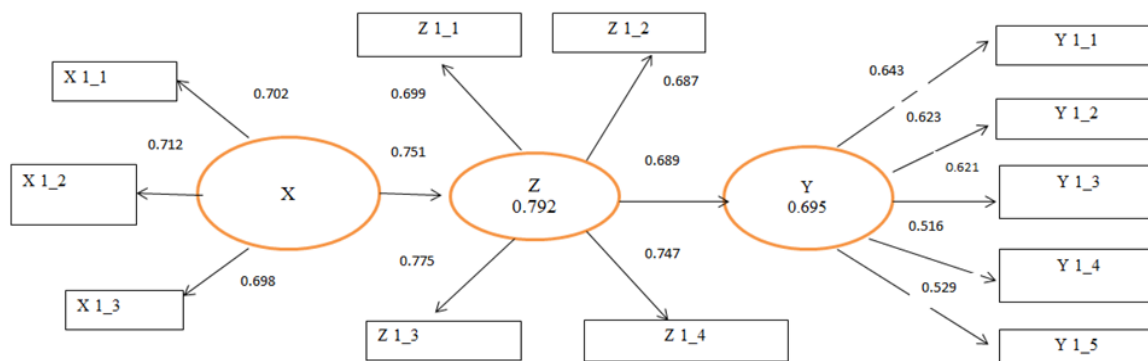 Z 1_1
Z 1_2
Y 1_1
X 1_1
0.702
0.699
0.687
0.643
0.623
Y 1_2
0.712
0.751
0.689
0.621
X 1_2
X
Z
0.792
Y
0.695
Y 1_3
0.516
0.698
0.775
0.747
Y 1_4
0.529
X 1_3
Z 1_3
Z 1_4
Y 1_5